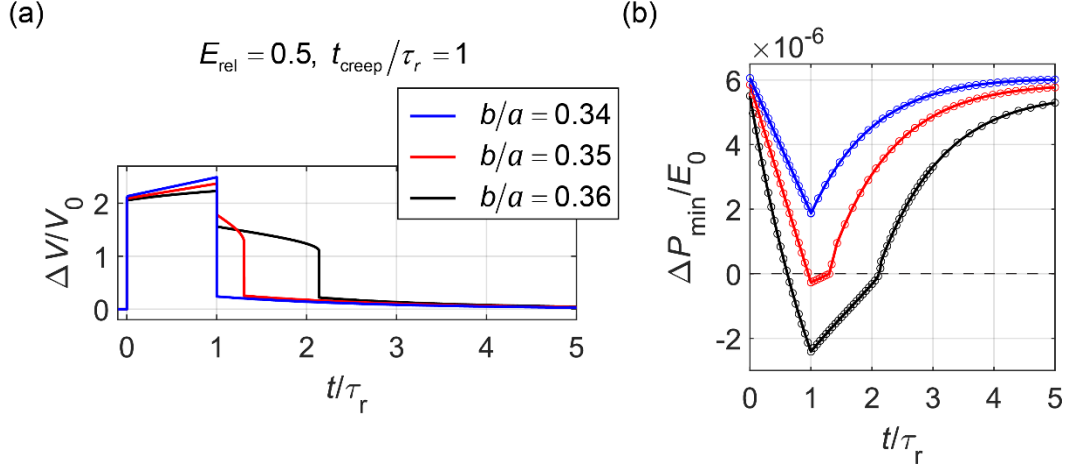 (a)
E_rel = 0.5, t_creep/τ_r = 1
b/a = 0.34
b/a = 0.35
b/a = 0.36
ΔV/V_0
2
1
0
0 1 2 3 4 5
t/τ_r
(b)
×10^-6
ΔP_min/E_0
6
4
2
0
-2
0 1 2 3 4 5
t/τ_r